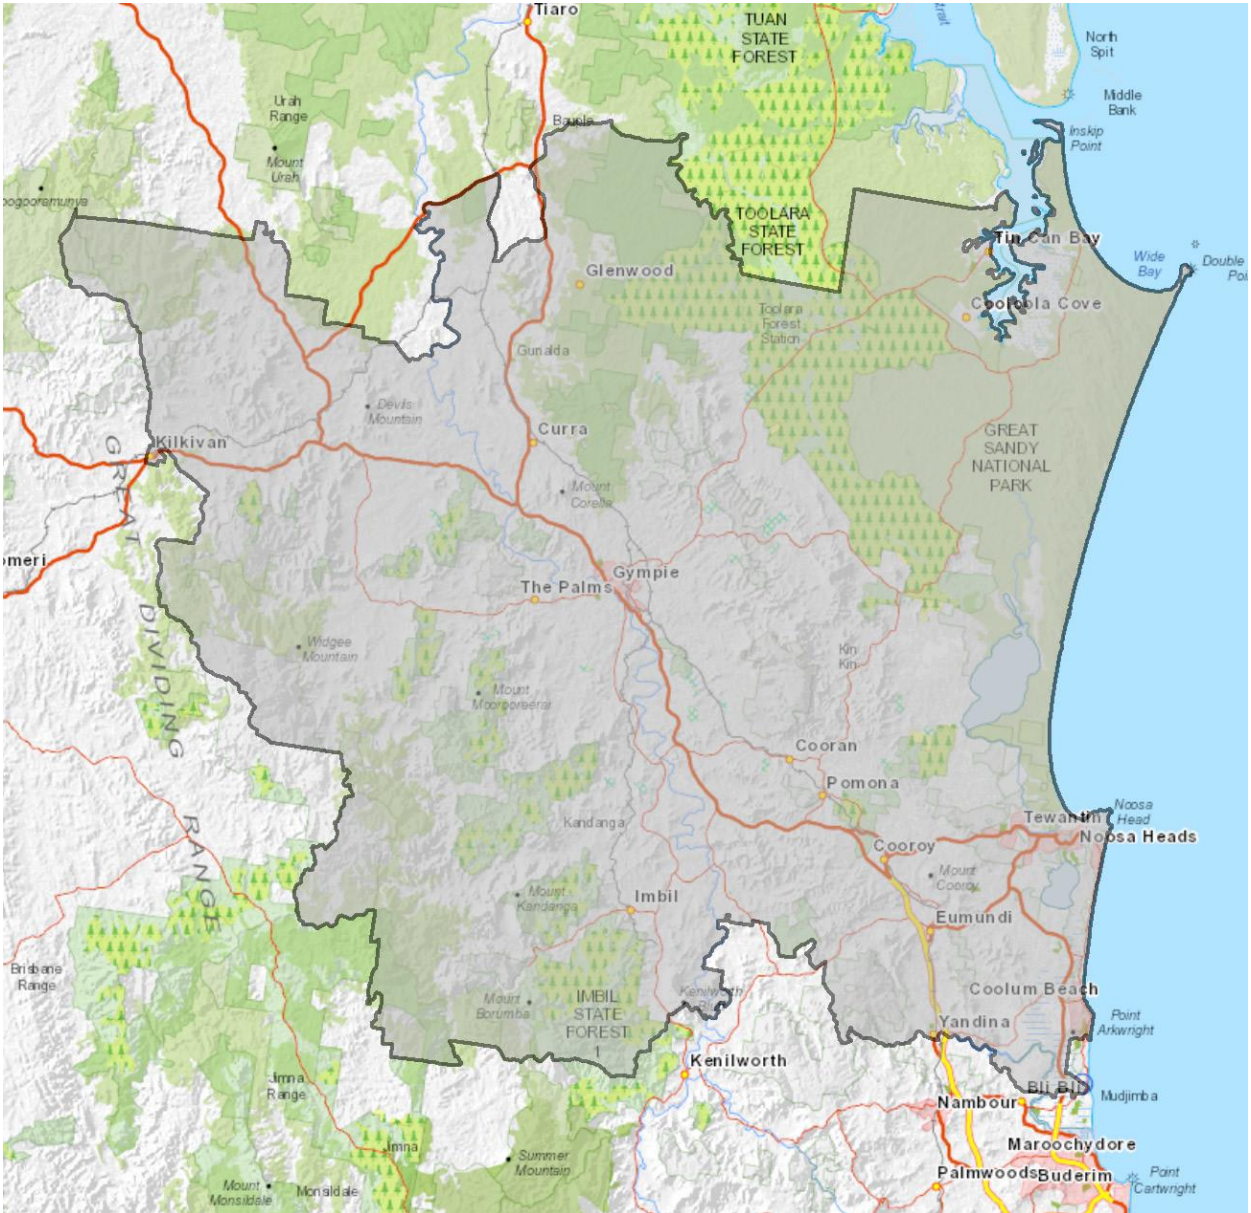 Tiaro
TUAN
STATE
FOREST
North
Spit
Middle
Bank
Urah
Range
Bauple
Inskip
Point
Mount
Urah
TOOLARA
STATE
FOREST
Tin Can Bay
Wide
Bay
Double
Glenwood
Cooloola Cove
Toolara
Forest
Station
Gunalda
Devils
Mountain
Curra
Kilkivan
GREAT
SANDY
NATIONAL
PARK
Mount
Corella
GREAT DIVIDING RANGE
omeri
Gympie
The Palms
Widgee
Mountain
Kin
Kin
Mount
Cooran
Pomona
Noosa
Head
Tewantin
Noosa Heads
Kandanga
Cooroy
Mount
Cooroy
Mount
Kandanga
Imbil
Eumundi
Brisbane
Range
Coolum Beach
Mount
Borumba
IMBIL
STATE
FOREST
1
Kenilworth
Yandina
Point
Arkwright
Kenilworth
Jimna
Range
Bli Bli
Mudjimba
Nambour
Maroochydore
Jimna
Summer
Mountain
Palmwoods
Buderim
Point
Cartwright
Mount
Monsildale
Monsildale